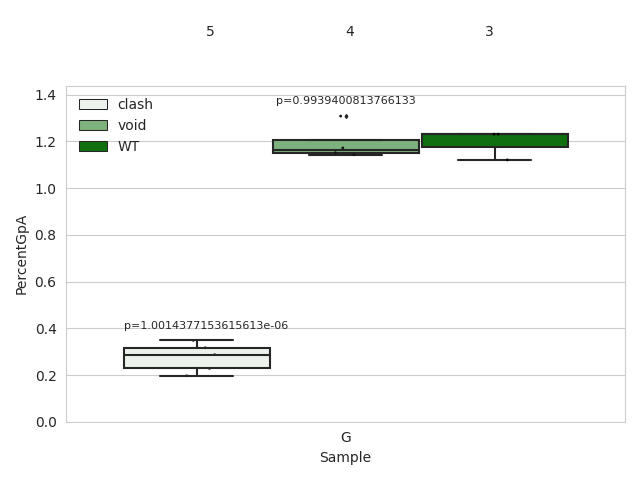 5 4 3
p=0.9939400813766133
clash
void
WT
p=1.0014377153615613e-06
PercentGpA
1.4
1.2
1.0
0.8
0.6
0.4
0.2
0.0
G
Sample